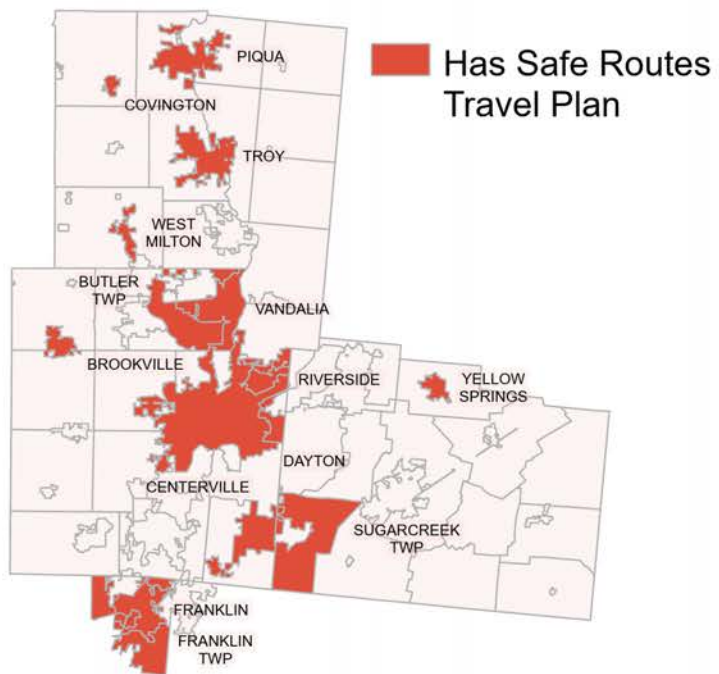 PIQUA
Has Safe Routes
Travel Plan
COVINGTON
TROY
WEST
MILTON
BUTLER
TWP
VANDALIA
BROOKVILLE
RIVERSIDE
YELLOW
SPRINGS
DAYTON
CENTERVILLE
SUGARCREEK
TWP
FRANKLIN
FRANKLIN
TWP